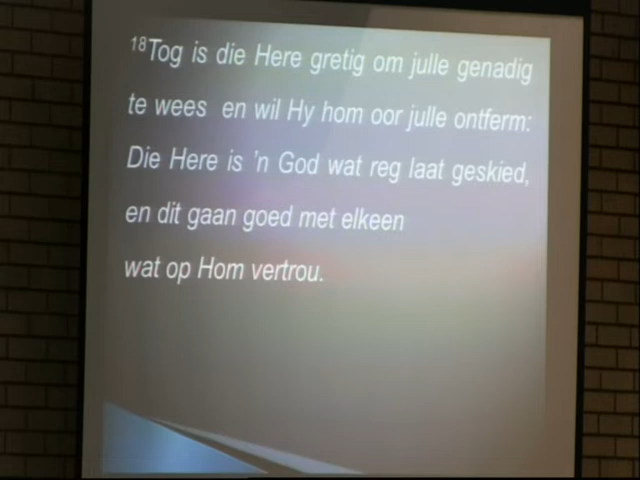 18Tog is die Here gretig om julle genadig
te wees en wil Hy hom oor julle ontferm:
Die Here is 'n God wat reg laat geskied,
en dit gaan goed met elkeen
wat op Hom vertrou.